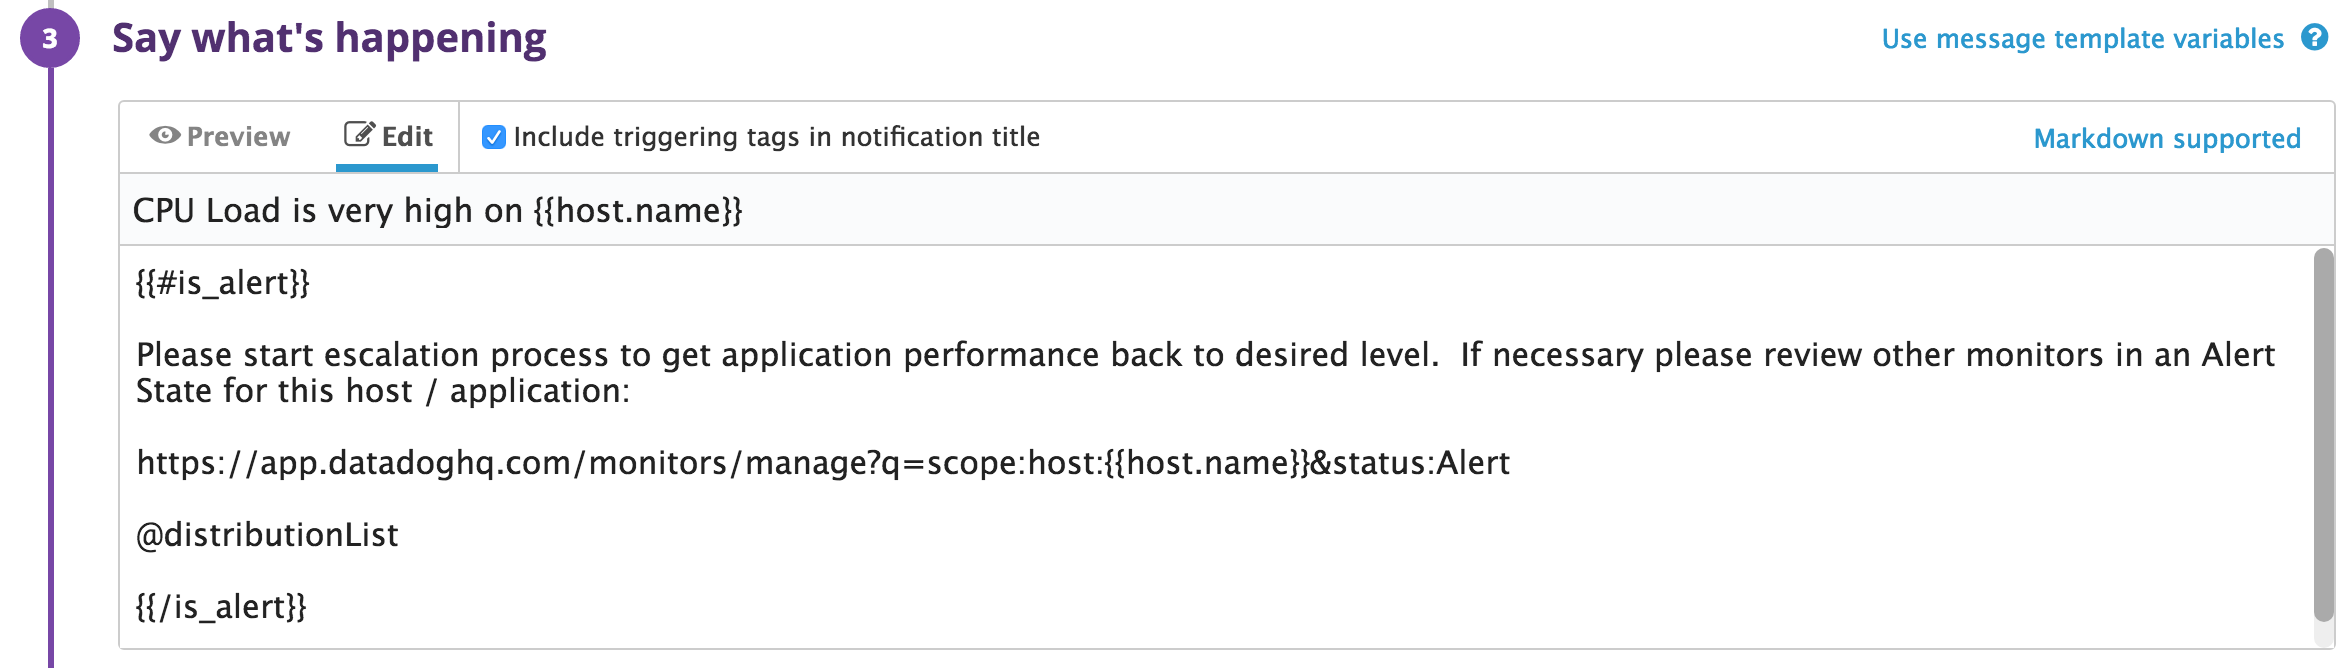 3
Say what's happening
Use message template variables ?
Preview
Edit
Include triggering tags in notification title
Markdown supported
CPU Load is very high on {{host.name}}
{{#is_alert}}
Please start escalation process to get application performance back to desired level.  If necessary please review other monitors in an Alert
State for this host / application:
https://app.datadoghq.com/monitors/manage?q=scope:host:{{host.name}}&status:Alert
@distributionList
{{/is_alert}}